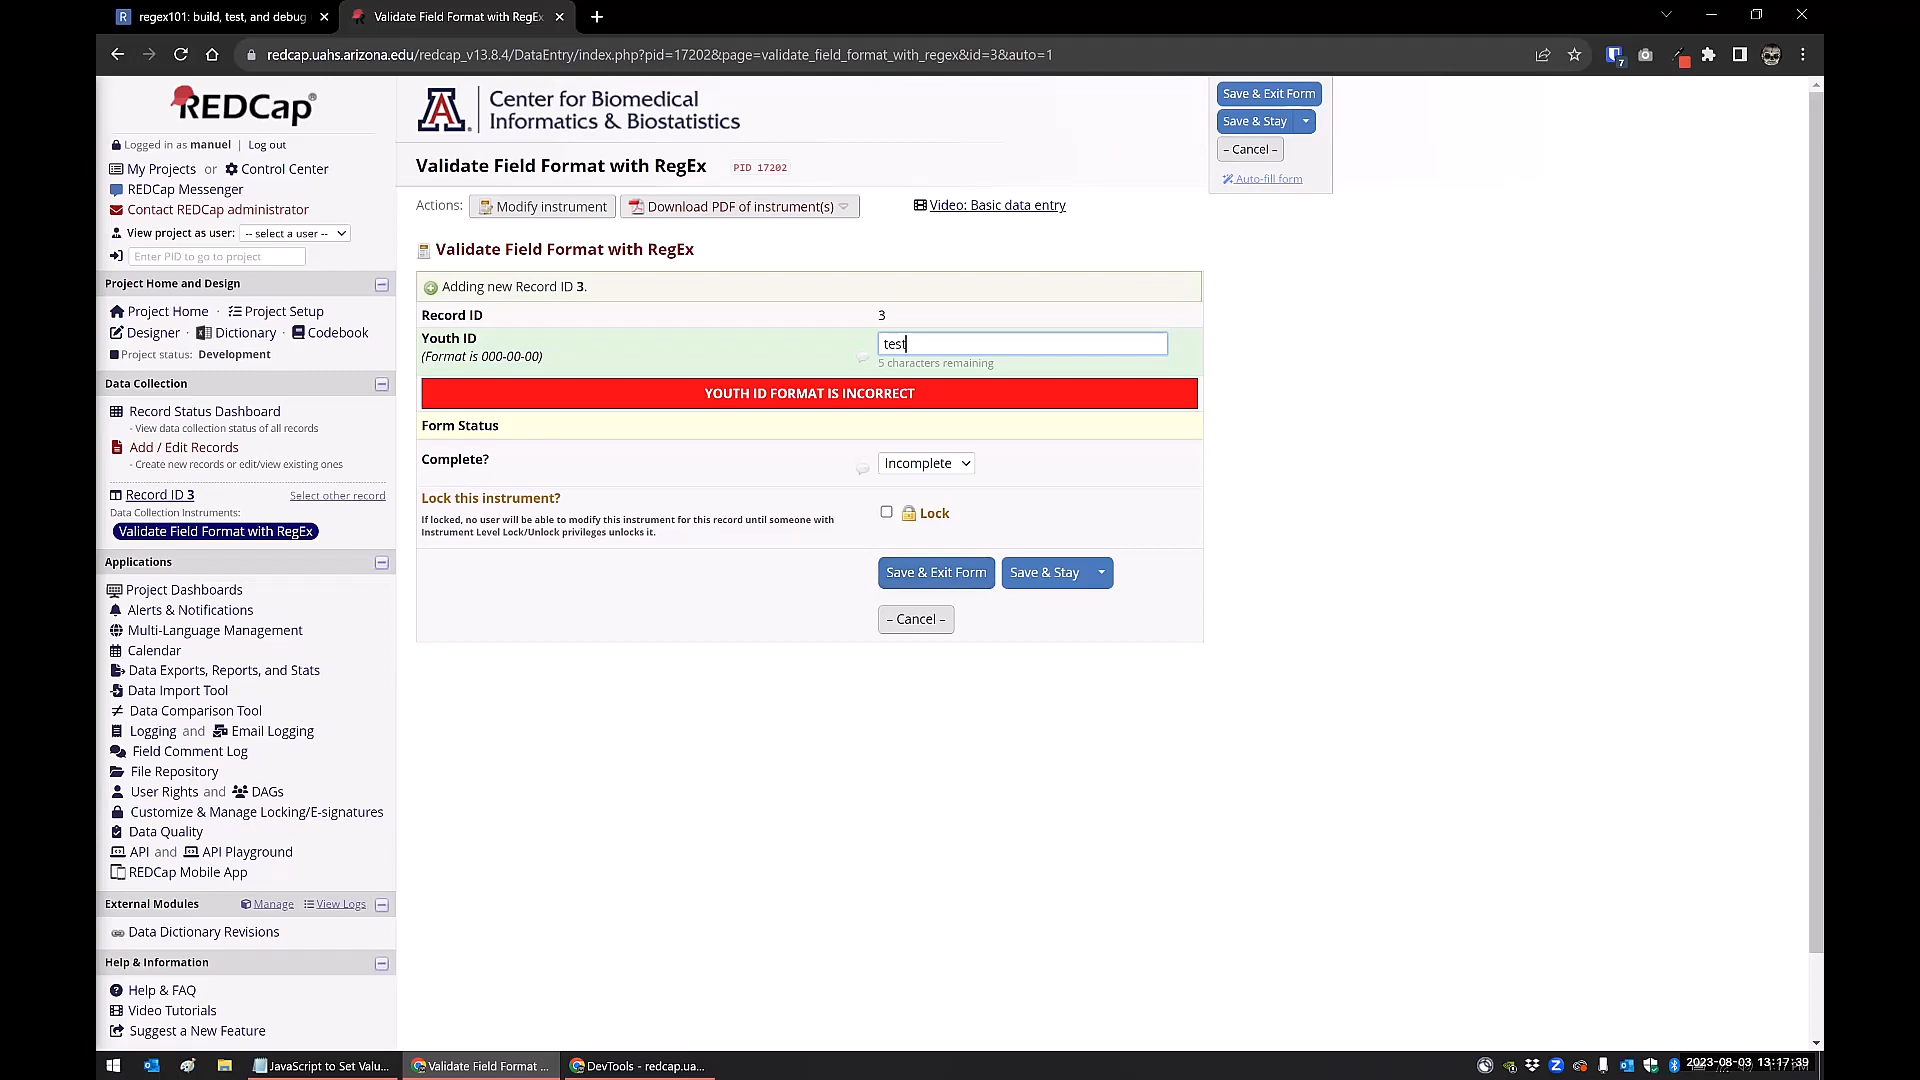 regex101: build, test, and debug
Validate Field Format with RegEx
redcap.uahs.arizona.edu/redcap_v13.8.4/DataEntry/index.php?pid=17202&page=validate_field_format_with_regex&id=3&auto=1
7
REDCap
Logged in as manuel | Log out
My Projects or Control Center
REDCap Messenger
Contact REDCap administrator
View project as user: -- select a user --
Enter PID to go to project
Project Home and Design
Project Home · Project Setup
Designer · Dictionary · Codebook
Project status: Development
Data Collection
Record Status Dashboard
- View data collection status of all records
Add / Edit Records
- Create new records or edit/view existing ones
Record ID 3 Select other record
Data Collection Instruments:
Validate Field Format with RegEx
Applications
Project Dashboards
Alerts & Notifications
Multi-Language Management
Calendar
Data Exports, Reports, and Stats
Data Import Tool
Data Comparison Tool
Logging and Email Logging
Field Comment Log
File Repository
User Rights and DAGs
Customize & Manage Locking/E-signatures
Data Quality
API and API Playground
REDCap Mobile App
External Modules Manage View Logs
Data Dictionary Revisions
Help & Information
Help & FAQ
Video Tutorials
Suggest a New Feature
A
Center for Biomedical
Informatics & Biostatistics
Validate Field Format with RegEx PID 17202
Actions: Modify instrument Download PDF of instrument(s) Video: Basic data entry
Validate Field Format with RegEx
Adding new Record ID 3.
Record ID 3
Youth ID test
(Format is 000-00-00) 5 characters remaining
YOUTH ID FORMAT IS INCORRECT
Form Status
Complete? Incomplete
Lock this instrument?
If locked, no user will be able to modify this instrument for this record until someone with
Instrument Level Lock/Unlock privileges unlocks it.
Lock
Save & Exit Form Save & Stay
– Cancel –
Save & Exit Form
Save & Stay
– Cancel –
Auto-fill form
JavaScript to Set Valu...
Validate Field Format ...
DevTools - redcap.ua...
2023-08-03 13:17:39